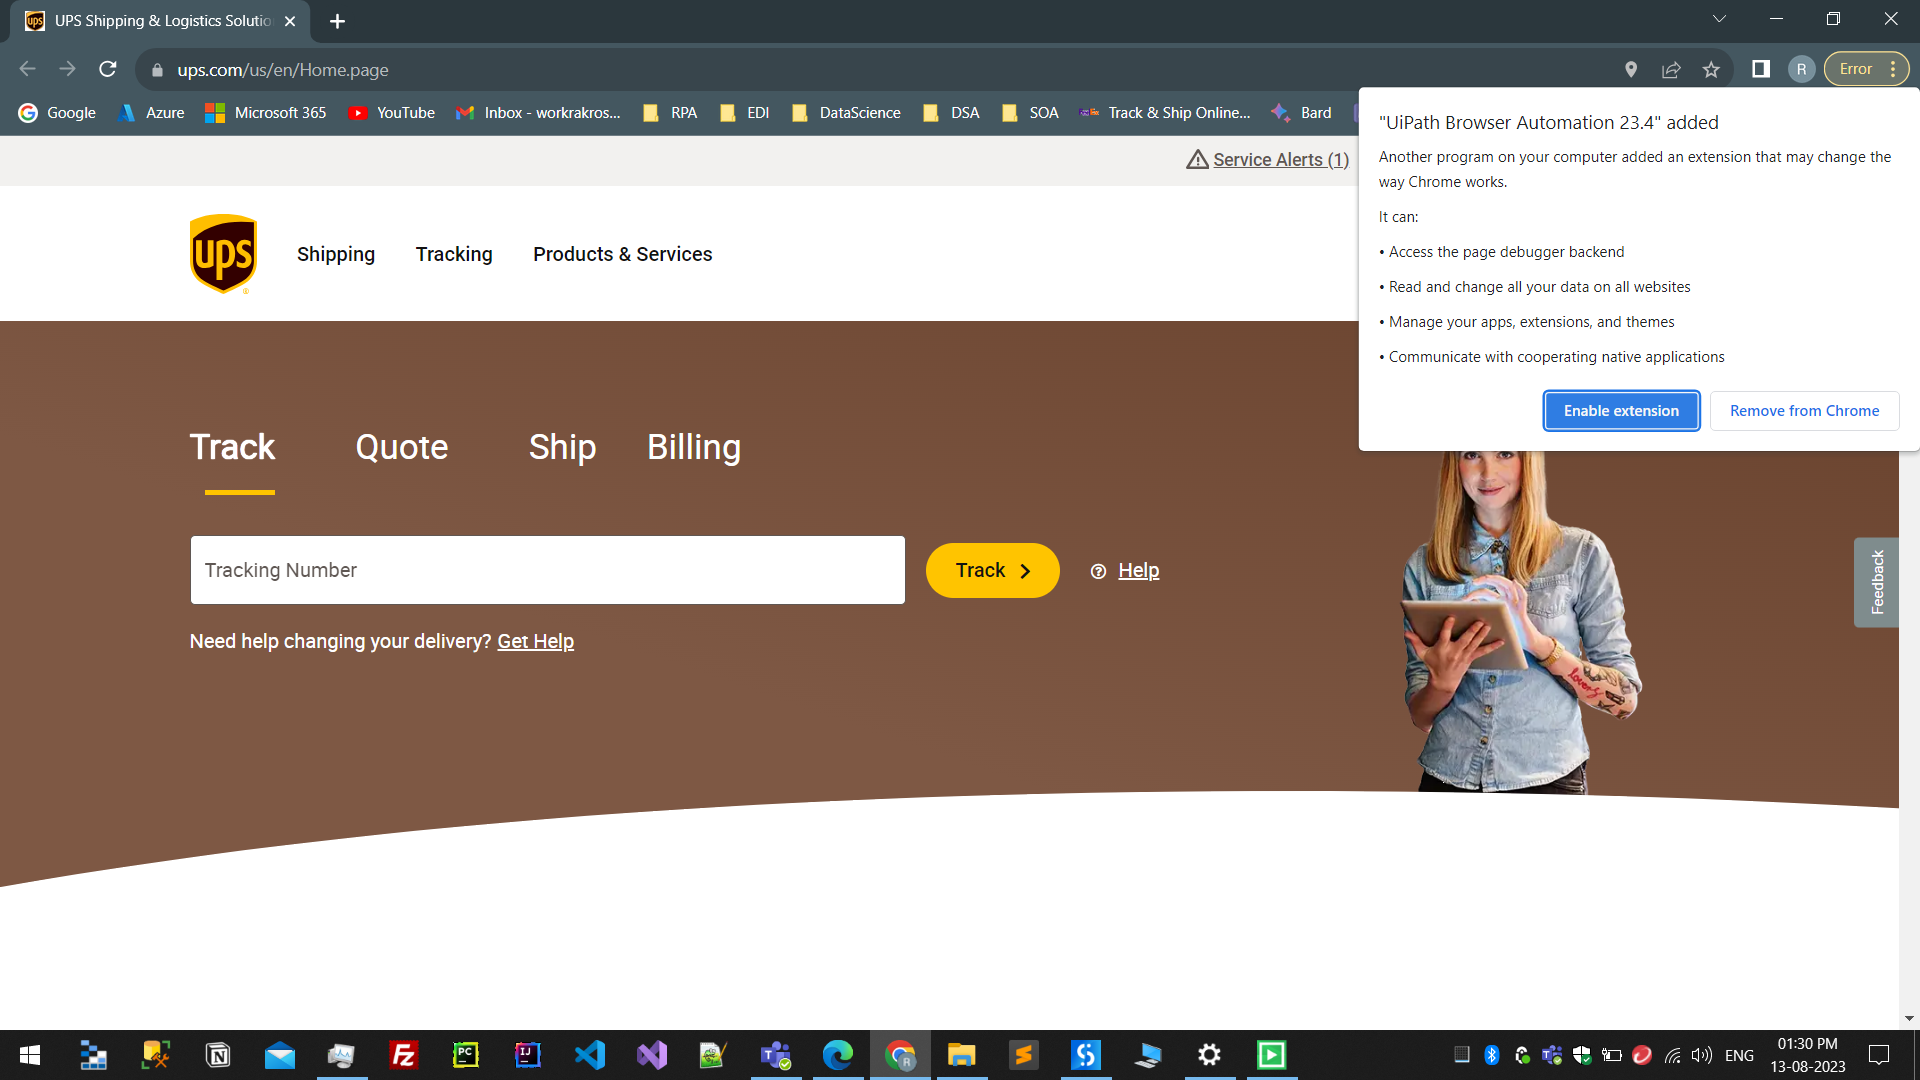 UPS Shipping & Logistics Solutio
ups.com/us/en/Home.page
R
Error
Google
Azure
Microsoft 365
YouTube
Inbox - workrakros...
RPA
EDI
DataScience
DSA
SOA
Track & Ship Online...
Bard
"UiPath Browser Automation 23.4" added
Another program on your computer added an extension that may change the
way Chrome works.
It can:
• Access the page debugger backend
• Read and change all your data on all websites
• Manage your apps, extensions, and themes
• Communicate with cooperating native applications
Enable extension
Remove from Chrome
Service Alerts (1)
ups
Shipping
Tracking
Products & Services
Track
Quote
Ship
Billing
Tracking Number
Track
Help
Need help changing your delivery? Get Help
Feedback
ENG
01:30 PM
13-08-2023